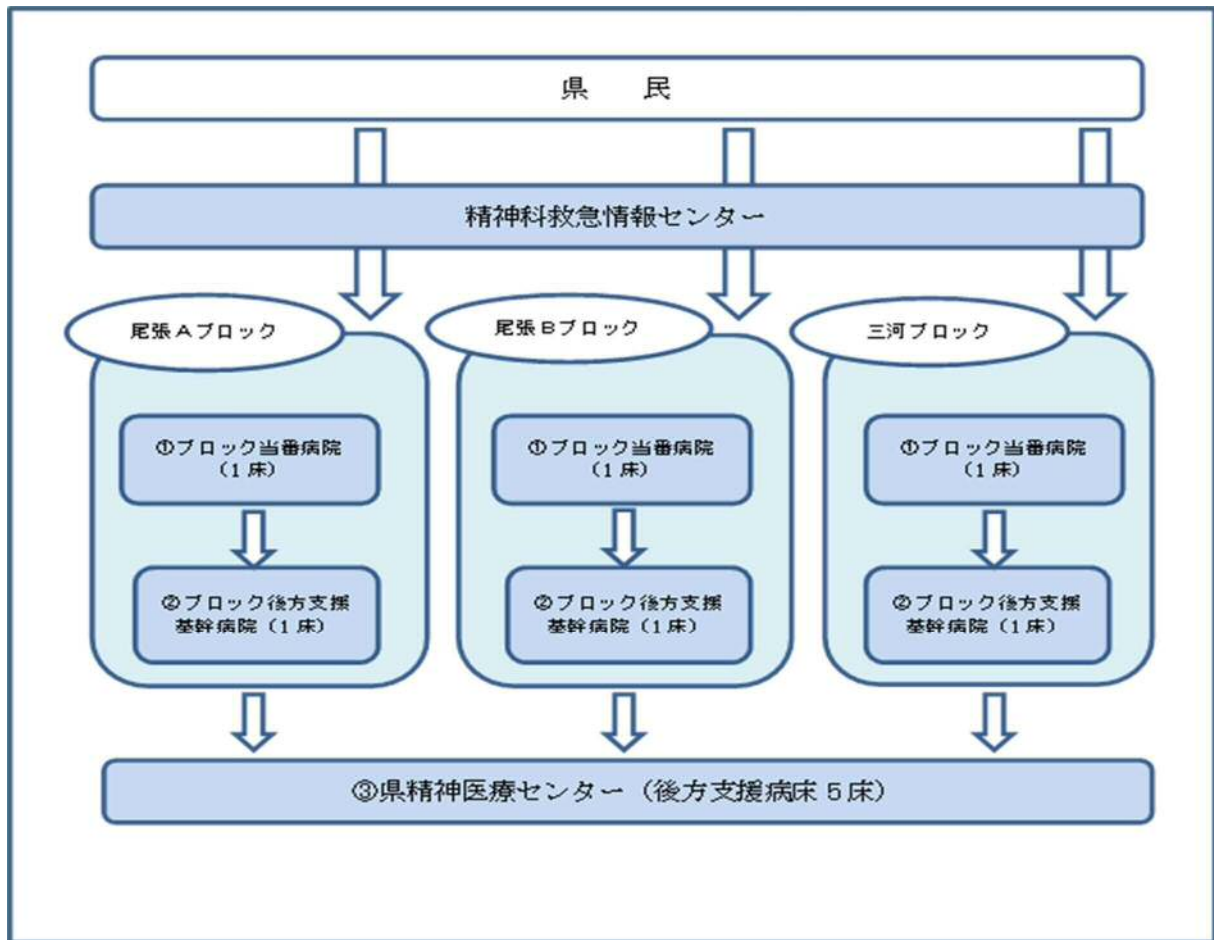 県　　民
精神科救急情報センター
尾張Aブロック
尾張Bブロック
三河ブロック
①ブロック当番病院
（1床）
②ブロック後方支援
基幹病院（1床）
①ブロック当番病院
（1床）
②ブロック後方支援
基幹病院（1床）
①ブロック当番病院
（1床）
②ブロック後方支援
基幹病院（1床）
③県精神医療センター（後方支援病床5床）